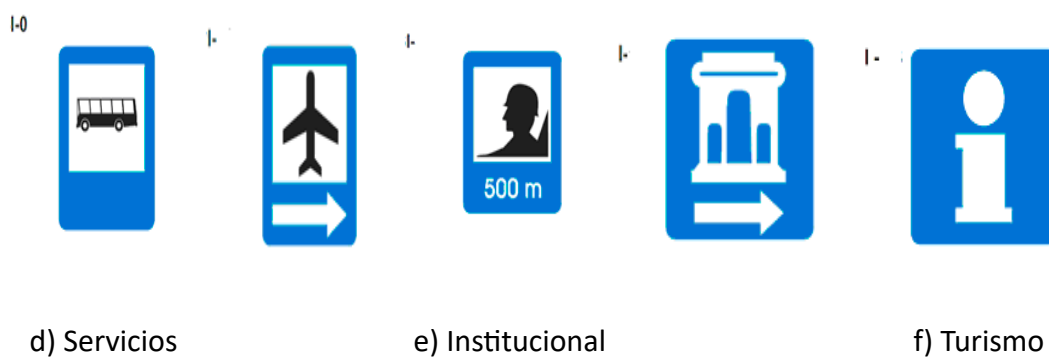 I-0
I-
I-
I-
I -
500 m
d) Servicios
e) Institucional
f) Turismo